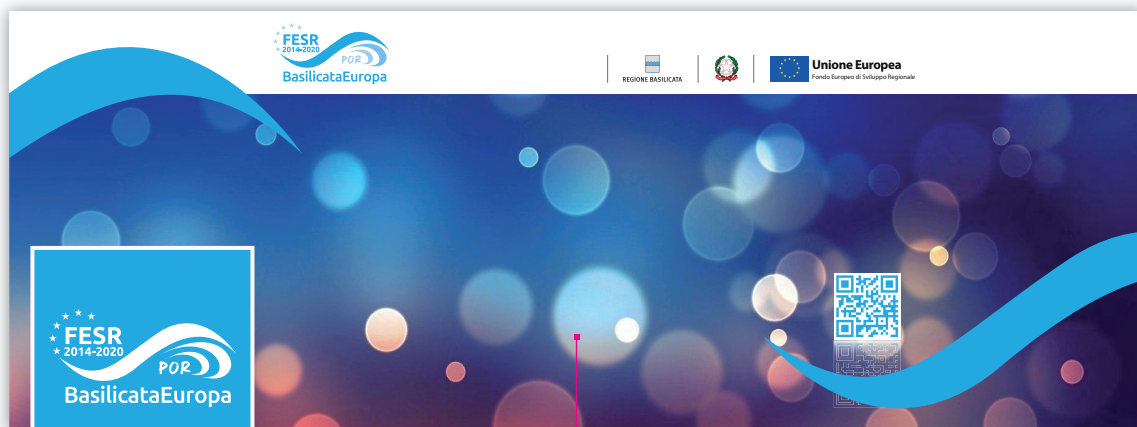 FESR
2014-2020
POR
BasilicataEuropa
REGIONE BASILICATA
Unione Europea
Fondo Europeo di Sviluppo Regionale
FESR
2014-2020
POR
BasilicataEuropa